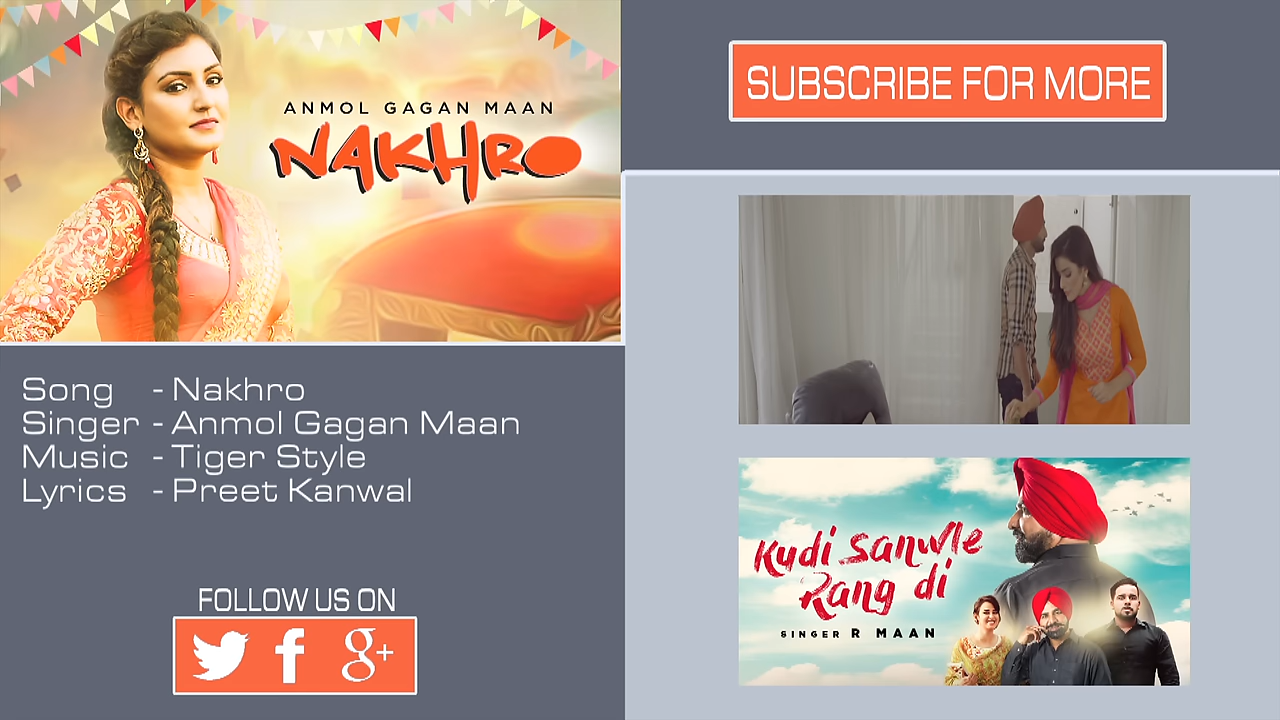 ANMOL GAGAN MAAN
NAKHRO
Song - Nakhro
Singer - Anmol Gagan Maan
Music - Tiger Style
Lyrics - Preet Kanwal
FOLLOW US ON
g+
SUBSCRIBE FOR MORE
Kudi Sanwle
Rang di
SINGER R MAAN